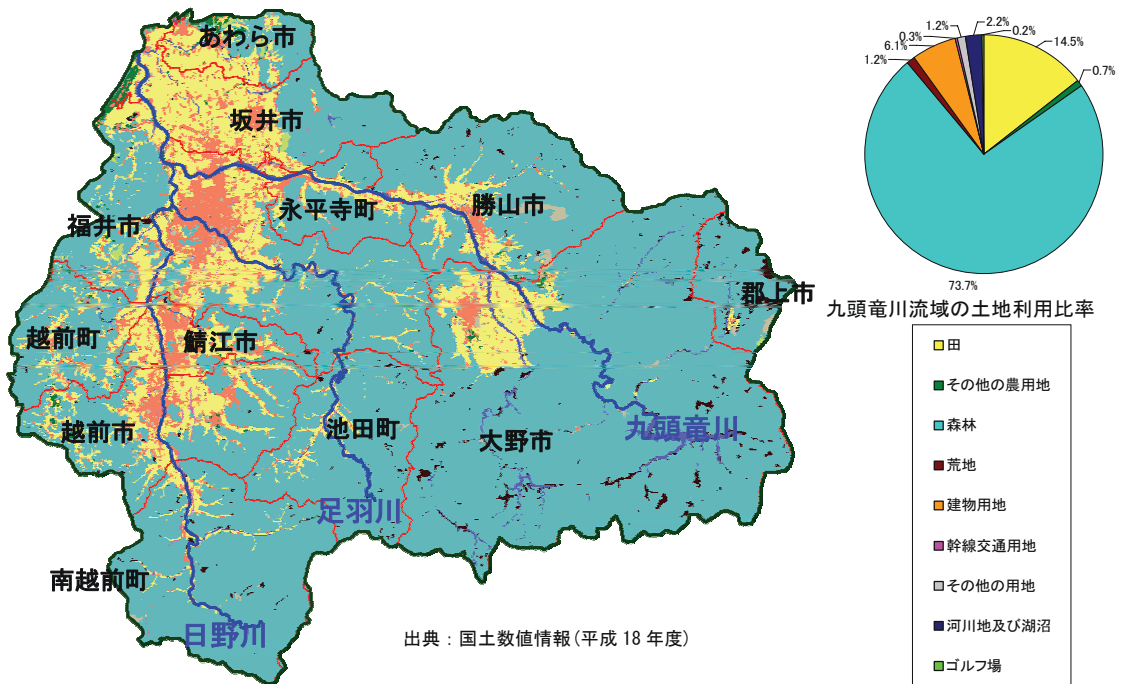 あわら市
坂井市
永平寺町
勝山市
福井市
郡上市
越前町
鯖江市
越前市
池田町
大野市
九頭竜川
足羽川
南越前町
日野川
出典：国土数値情報(平成 18 年度)
1.2%
2.2%
0.3%
0.2%
6.1%
14.5%
1.2%
0.7%
73.7%
九頭竜川流域の土地利用比率
田
その他の農用地
森林
荒地
建物用地
幹線交通用地
その他の用地
河川地及び湖沼
ゴルフ場